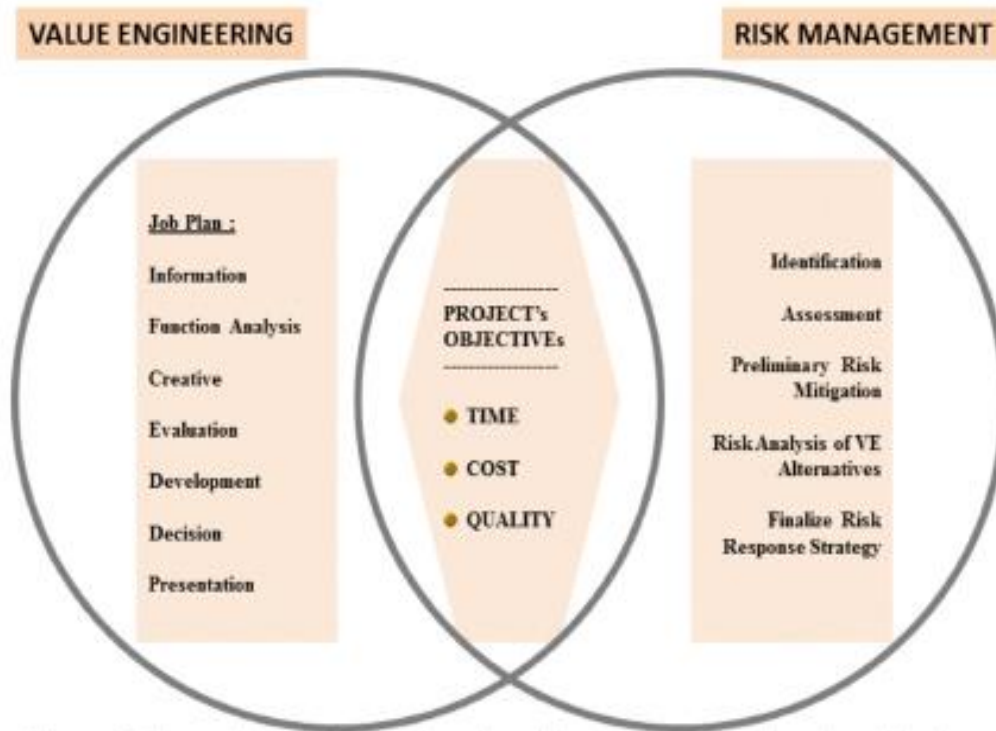 VALUE ENGINEERING
RISK MANAGEMENT
Job Plan :
Information
Function Analysis
Creative
Evaluation
Development
Decision
Presentation
------------------
PROJECT's
OBJECTIVEs
------------------
TIME
COST
QUALITY
Identification
Assessment
Preliminary Risk
Mitigation
Risk Analysis of VE
Alternatives
Finalize Risk
Response Strategy